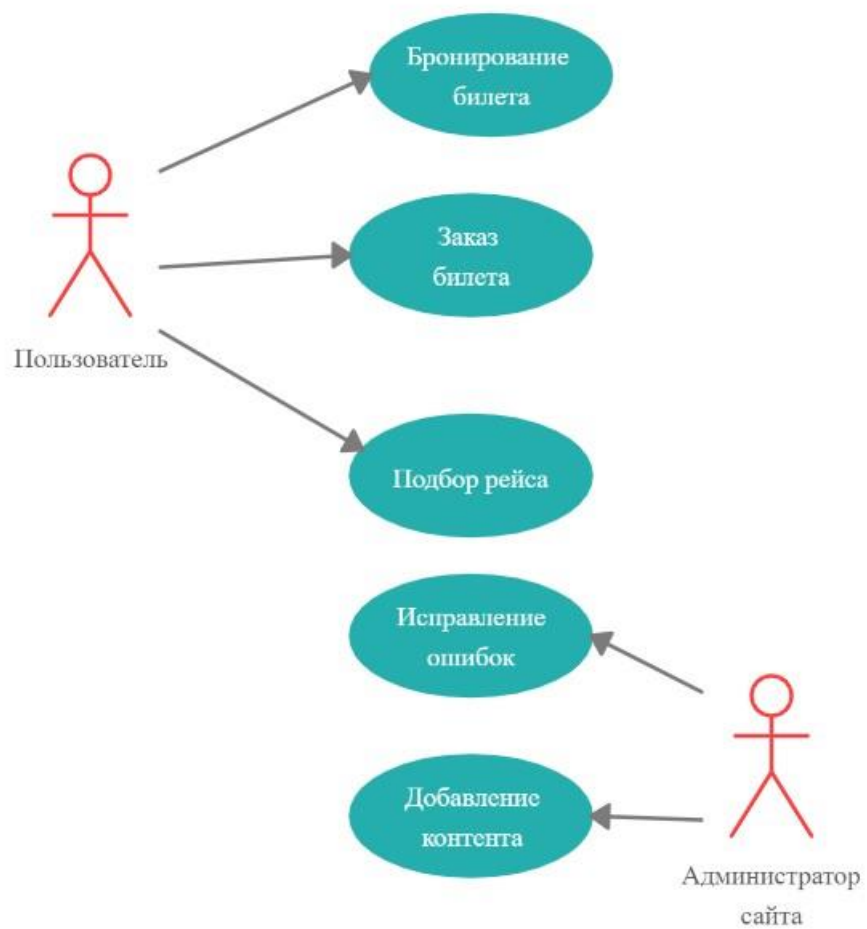 Бронирование
билета
Заказ
билета
Пользователь
Подбор рейса
Исправление
ошибок
Добавление
контента
Администратор
сайта